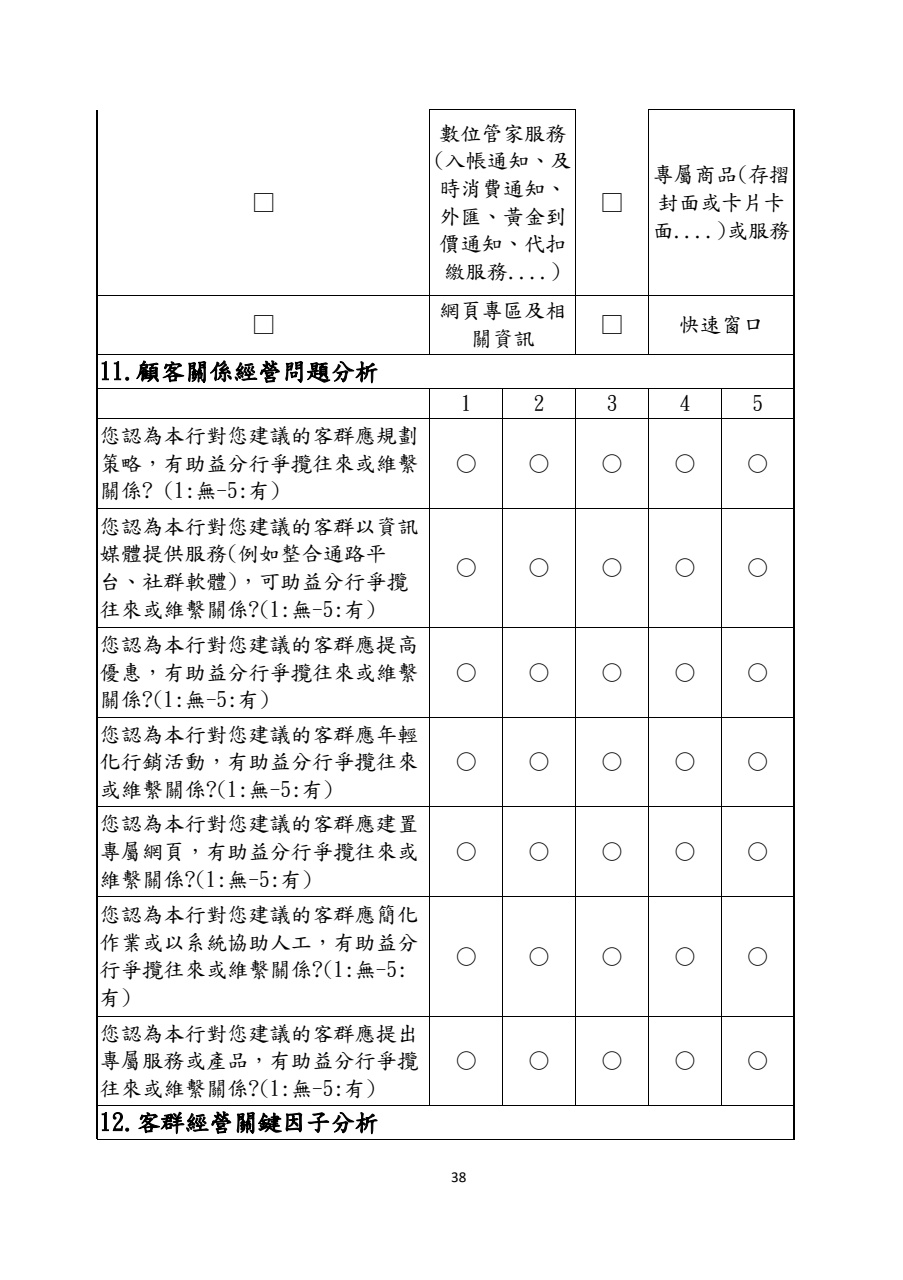 數位管家服務
(入帳通知、及
時消費通知、
外匯、黃金到
價通知、代扣
繳服務....)
專屬商品(存摺
封面或卡片卡
面....)或服務
網頁專區及相
關資訊
快速窗口
11.顧客關係經營問題分析
1 2 3 4 5
您認為本行對您建議的客群應規劃
策略，有助益分行爭攬往來或維繫
關係? (1:無-5:有)
您認為本行對您建議的客群以資訊
媒體提供服務(例如整合通路平
台、社群軟體)，可助益分行爭攬
往來或維繫關係?(1:無-5:有)
您認為本行對您建議的客群應提高
優惠，有助益分行爭攬往來或維繫
關係?(1:無-5:有)
您認為本行對您建議的客群應年輕
化行銷活動，有助益分行爭攬往來
或維繫關係?(1:無-5:有)
您認為本行對您建議的客群應建置
專屬網頁，有助益分行爭攬往來或
維繫關係?(1:無-5:有)
您認為本行對您建議的客群應簡化
作業或以系統協助人工，有助益分
行爭攬往來或維繫關係?(1:無-5:
有)
您認為本行對您建議的客群應提出
專屬服務或產品，有助益分行爭攬
往來或維繫關係?(1:無-5:有)
12.客群經營關鍵因子分析
38